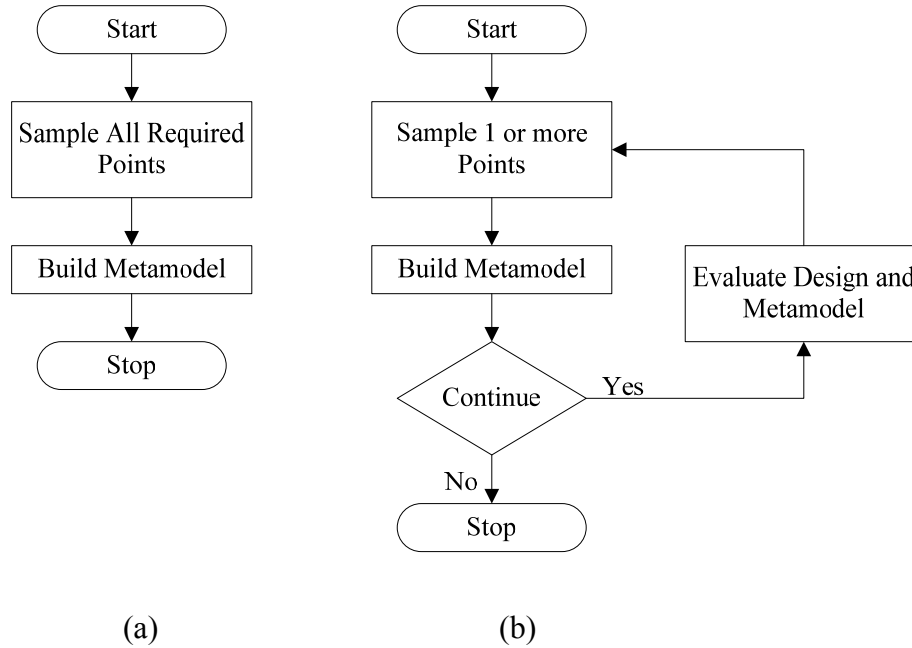 Start
Sample All Required
Points
Build Metamodel
Stop
(a)
Start
Sample 1 or more
Points
Build Metamodel
Continue
Yes
Evaluate Design and
Metamodel
No
Stop
(b)